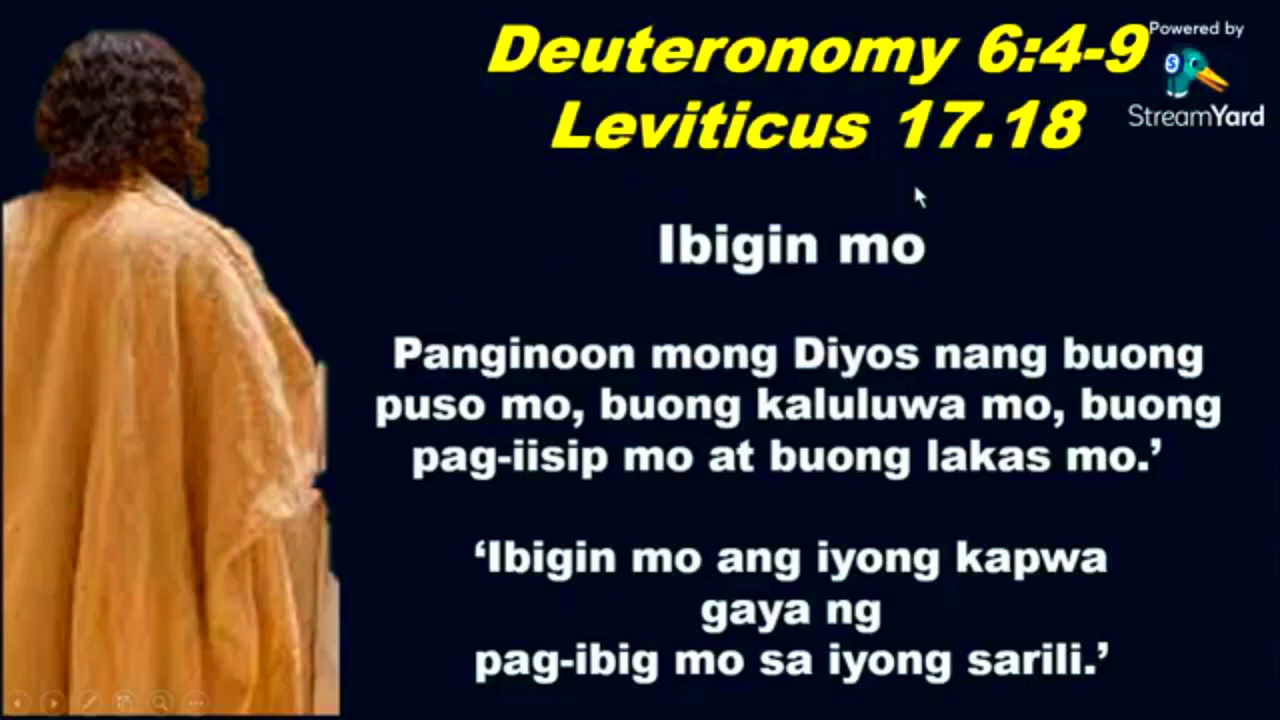 Deuteronomy 6:4-9
Leviticus 17.18
Powered by
StreamYard
Ibigin mo
Panginoon mong Diyos nang buong
puso mo, buong kaluluwa mo, buong
pag-iisip mo at buong lakas mo.’
‘Ibigin mo ang iyong kapwa
gaya ng
pag-ibig mo sa iyong sarili.’